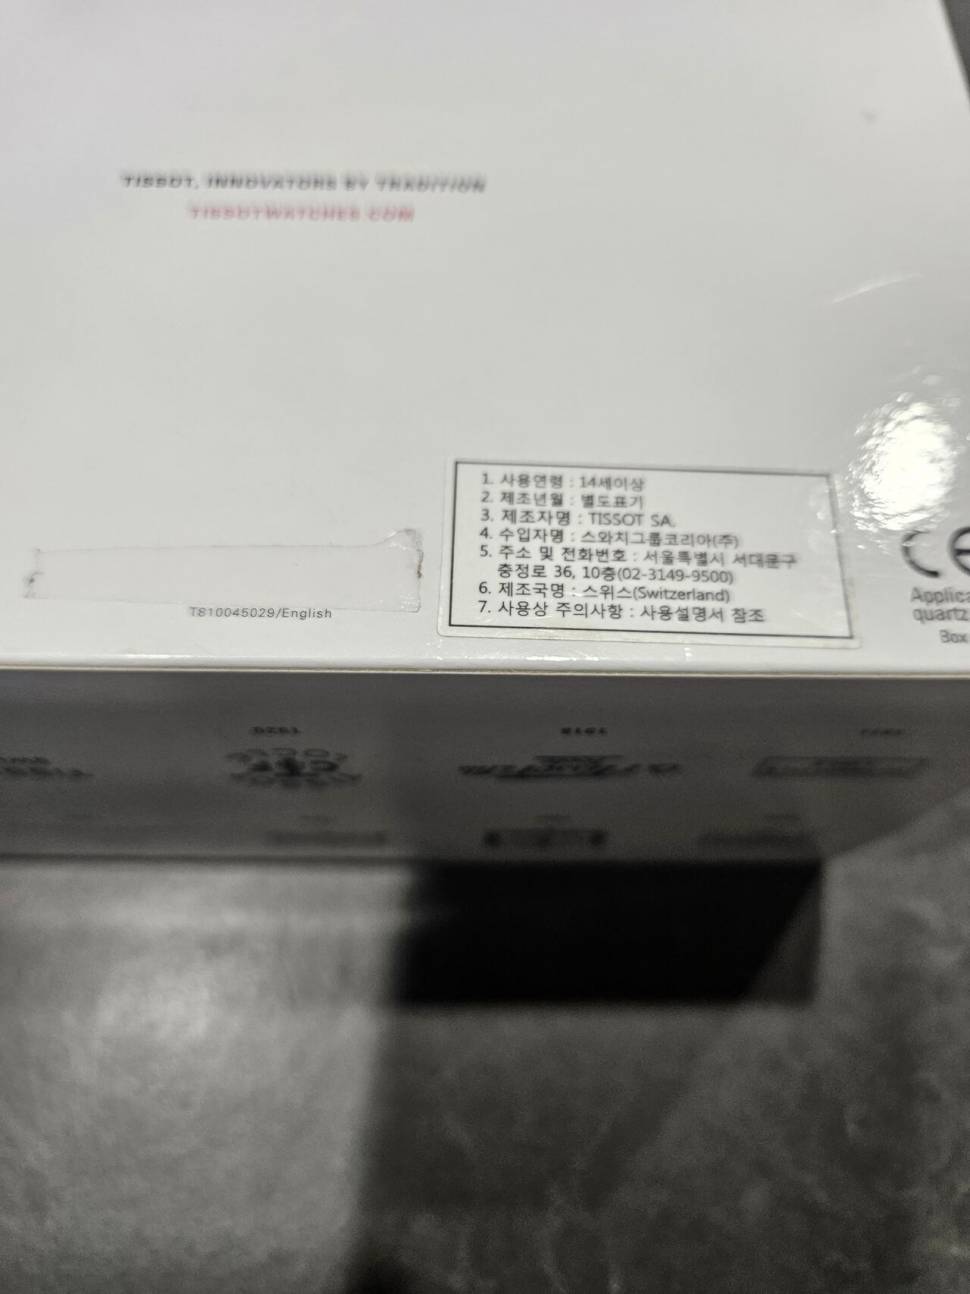 TISSOT, INNOVATORS BY TRADITION
TISSOTWATCHES.COM
1. 사용연령 : 14세이상
2. 제조년월 : 별도표기
3. 제조자명 : TISSOT SA.
4. 수입자명 : 스와치그룹코리아(주)
5. 주소 및 전화번호 : 서울특별시 서대문구
충정로 36, 10층(02-3149-9500)
6. 제조국명 : 스위스(Switzerland)
7. 사용상 주의사항 : 사용설명서 참조
T810045029/English
CE
Applica
quartz
Box